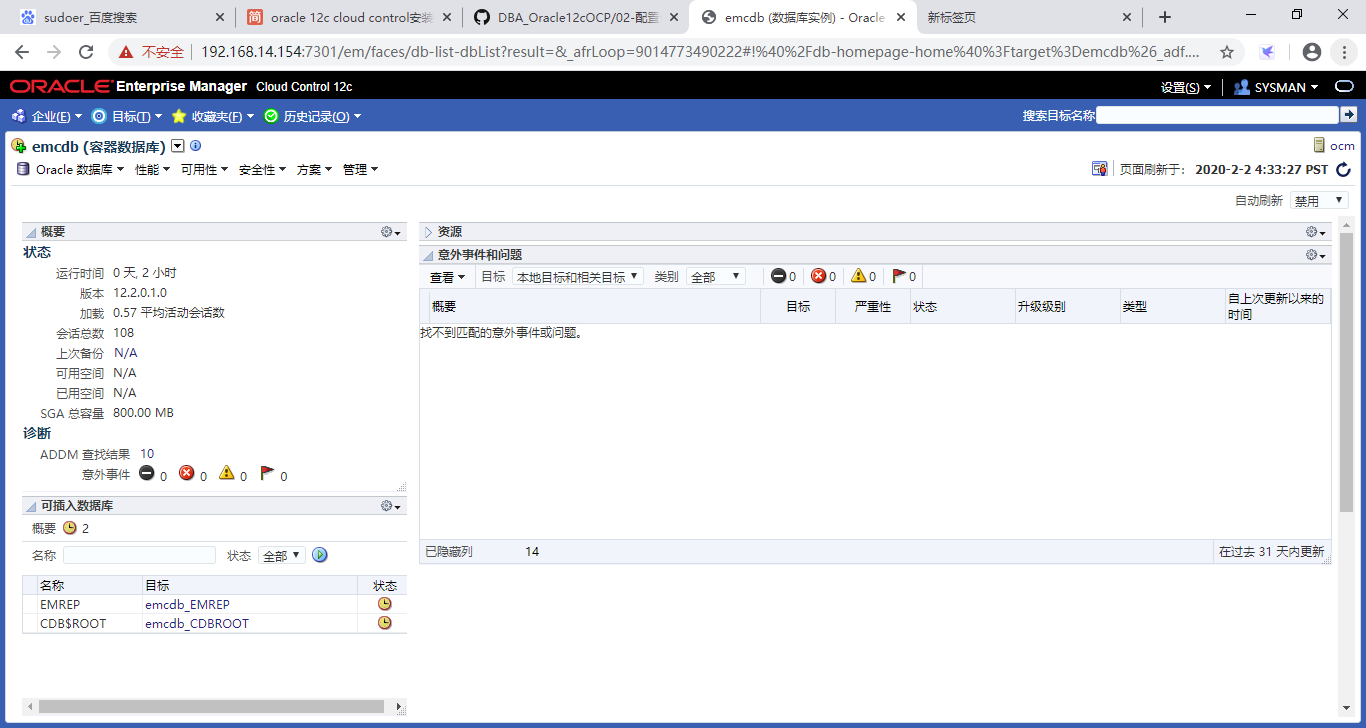 sudoer_百度搜索
oracle 12c cloud control安装
DBA_Oracle12cOCP/02-配置
emcdb (数据库实例) - Oracle
新标签页
不安全
192.168.14.154:7301/em/faces/db-list-dbList?result=&_afrLoop=9014773490222#!%40%2Fdb-homepage-home%40%3Ftarget%3Demcdb%26_adf....
ORACLE Enterprise Manager Cloud Control 12c
设置(S)
SYSMAN
企业(E) 目标(T) 收藏夹(F) 历史记录(O)
搜索目标名称
emcdb (容器数据库)
ocm
Oracle 数据库 性能 可用性 安全性 方案 管理
页面刷新于: 2020-2-2 4:33:27 PST
自动刷新 禁用
概要
状态
运行时间 0 天, 2 小时
版本 12.2.0.1.0
加载 0.57 平均活动会话数
会话总数 108
上次备份 N/A
可用空间 N/A
已用空间 N/A
SGA 总容量 800.00 MB
诊断
ADDM 查找结果 10
意外事件 0 0 0 0
可插入数据库
概要 2
名称 状态 全部
名称 目标 状态
EMREP emcdb_EMREP
CDB$ROOT emcdb_CDBROOT
资源
意外事件和问题
查看 目标 本地目标和相关目标 类别 全部 0 0 0 0
概要 目标 严重性 状态 升级级别 类型 自上次更新以来的
时间
找不到匹配的意外事件或问题。
已隐藏列 14
在过去 31 天内更新